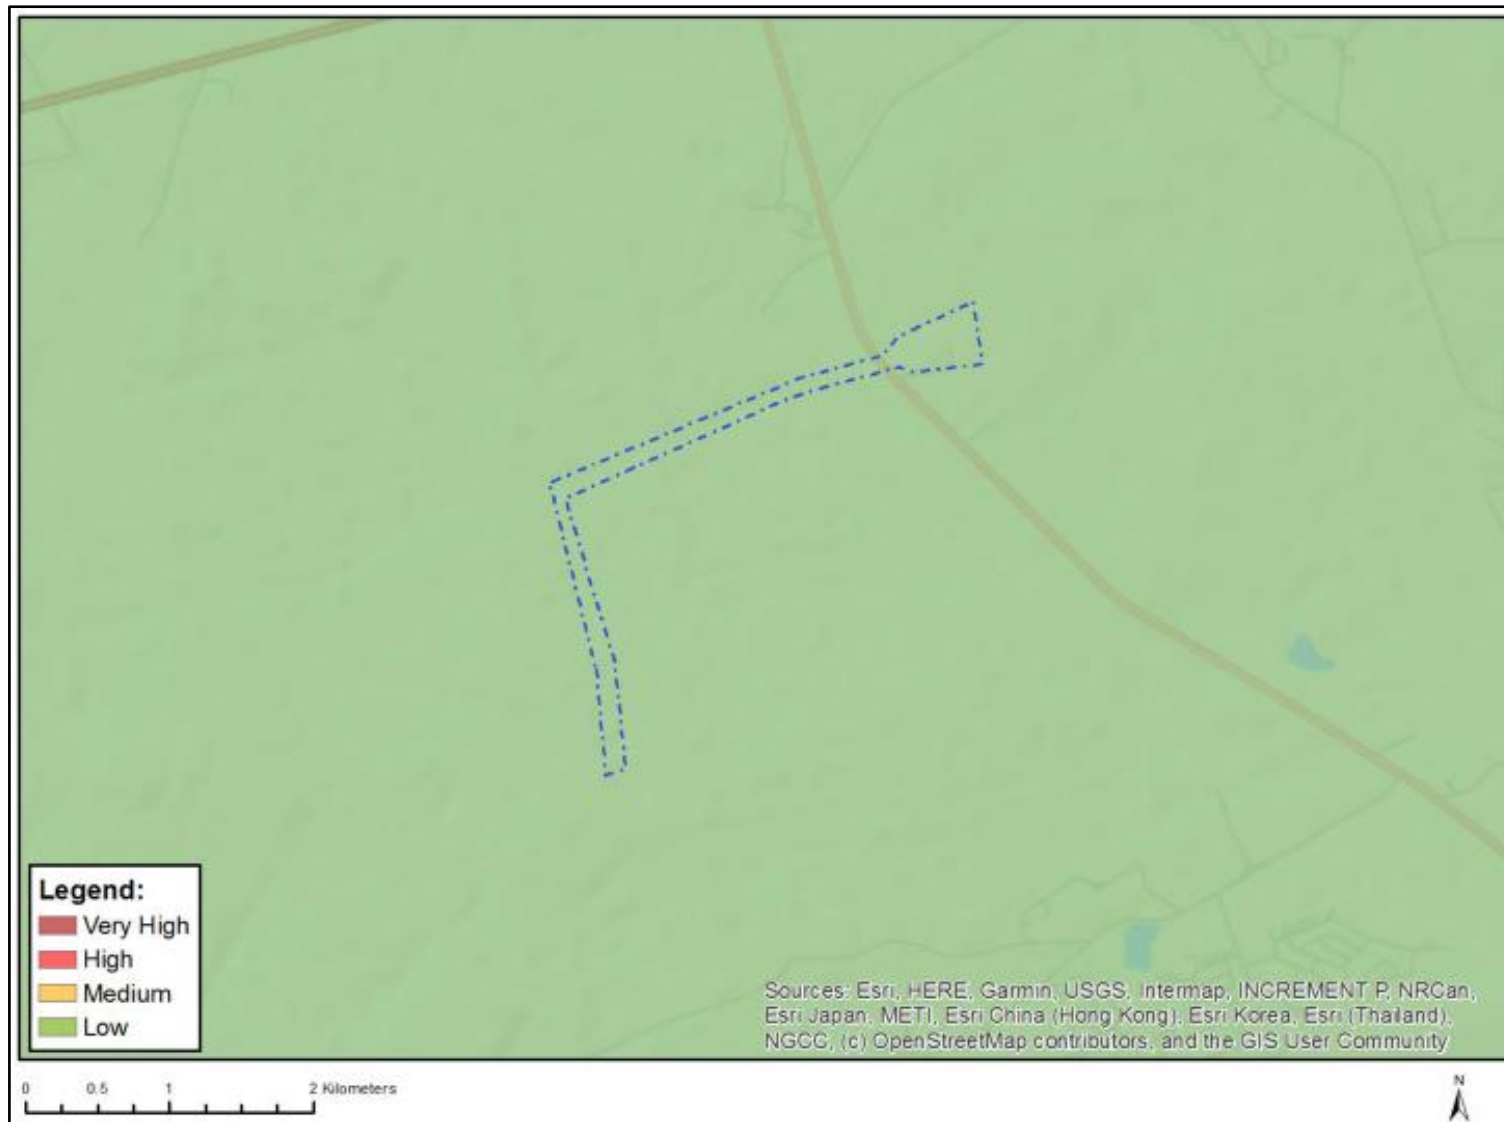 Legend:
Very High
High
Medium
Low
Sources: Esri, HERE, Garmin, USGS, Intermap, INCREMENT P, NRCan,
Esri Japan, METI, Esri China (Hong Kong), Esri Korea, Esri (Thailand),
NGCC, (c) OpenStreetMap contributors, and the GIS User Community
0 0.5 1 2 Kilometers
N